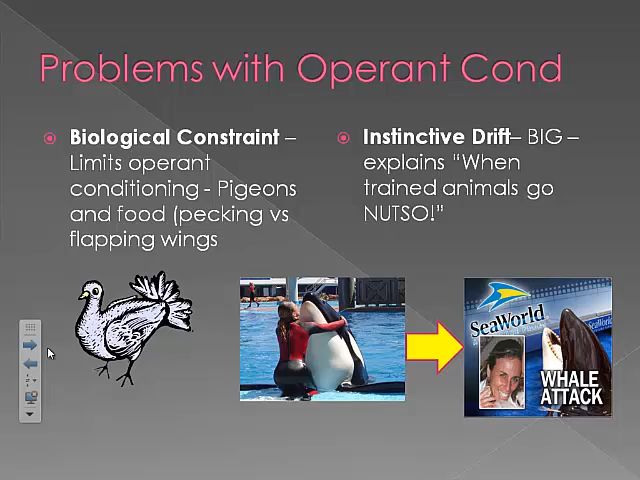 Problems with Operant Cond
Biological Constraint –
Limits operant
conditioning - Pigeons
and food (pecking vs
flapping wings
Instinctive Drift– BIG –
explains “When
trained animals go
NUTSO!”
SeaWorld
SeaWorld
WHALE
ATTACK